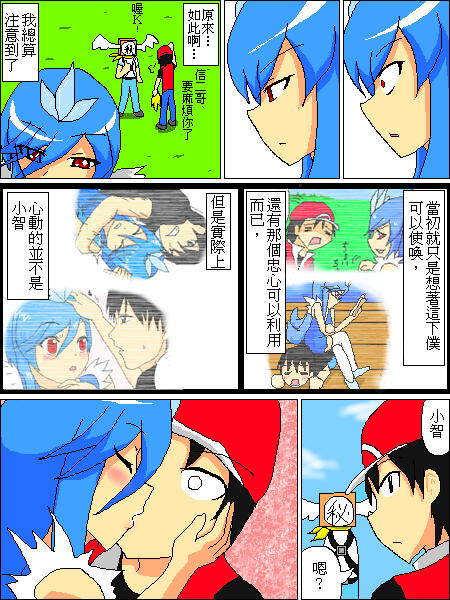 原來…
如此啊…
喔K！
信二哥、
要麻煩你了
我總算
注意到了
當初就只是想著這下僕
可以使喚，
還有那個忠心可以利用
而已，
但是實際上
心動的並不是
小智
小智
秘
嗯？